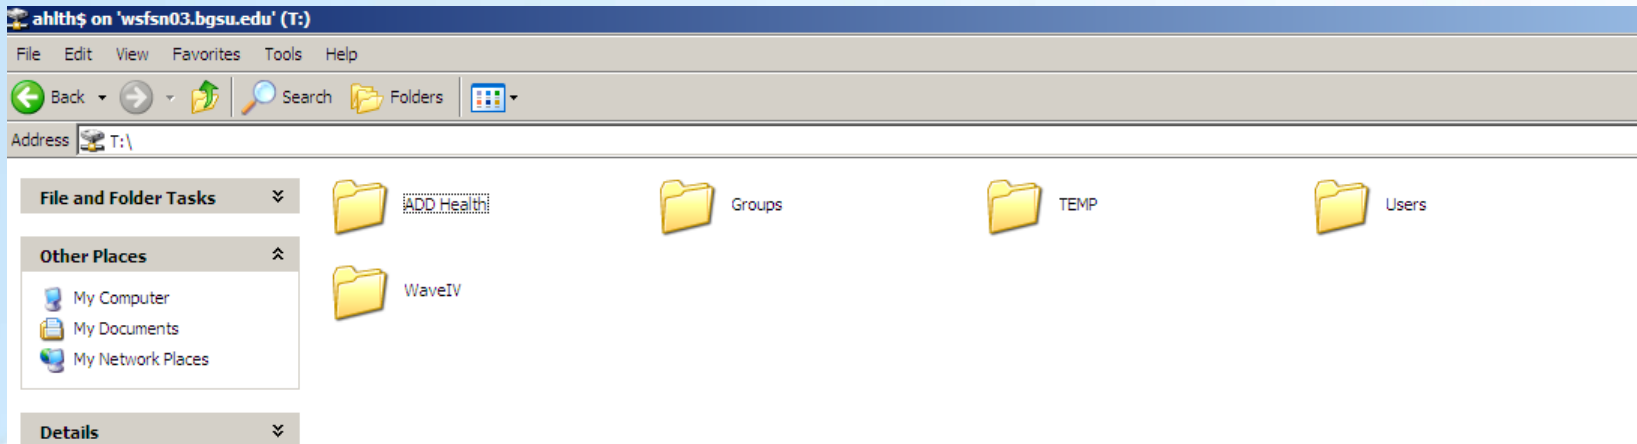 ahlth$ on 'wsfsn03.bgsu.edu' (T:)
File Edit View Favorites Tools Help
Back Search Folders
Address T:\
File and Folder Tasks
ADD Health Groups TEMP Users
Other Places
WaveIV
My Computer
My Documents
My Network Places
Details